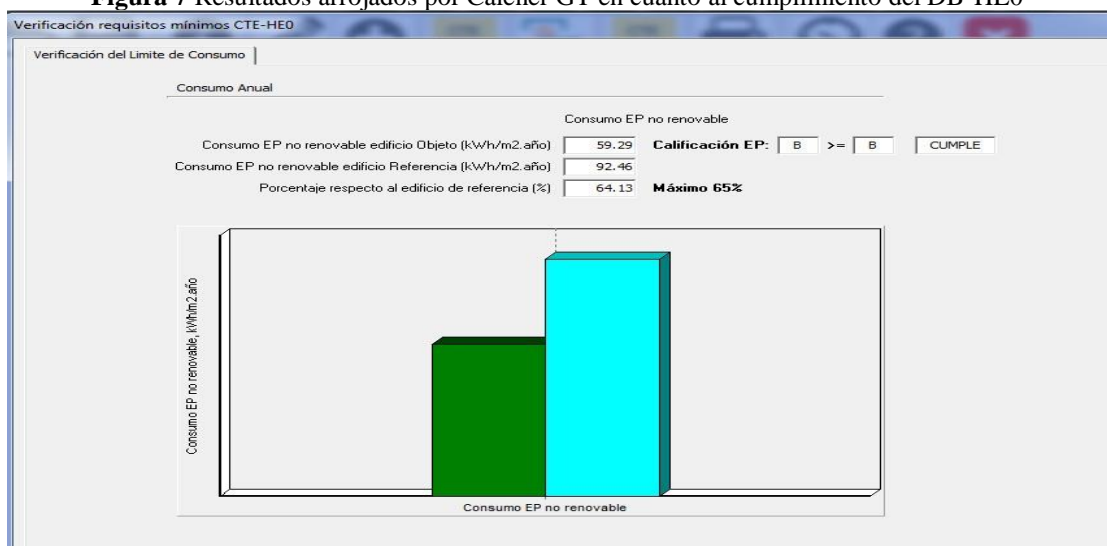 Figura 7 Resultados arrojados por Calener GT en cuanto al cumplimiento del DB-HE0
Verificación requisitos mínimos CTE-HE0
Verificación del Limite de Consumo
Consumo Anual
Consumo EP no renovable
Consumo EP no renovable edificio Objeto (kWh/m2.año) 59.29 Calificación EP: B >= B CUMPLE
Consumo EP no renovable edificio Referencia (kWh/m2.año) 92.46
Porcentaje respecto al edificio de referencia (%) 64.13 Máximo 65%
Consumo EP no renovable, kWh/m2.año
Consumo EP no renovable